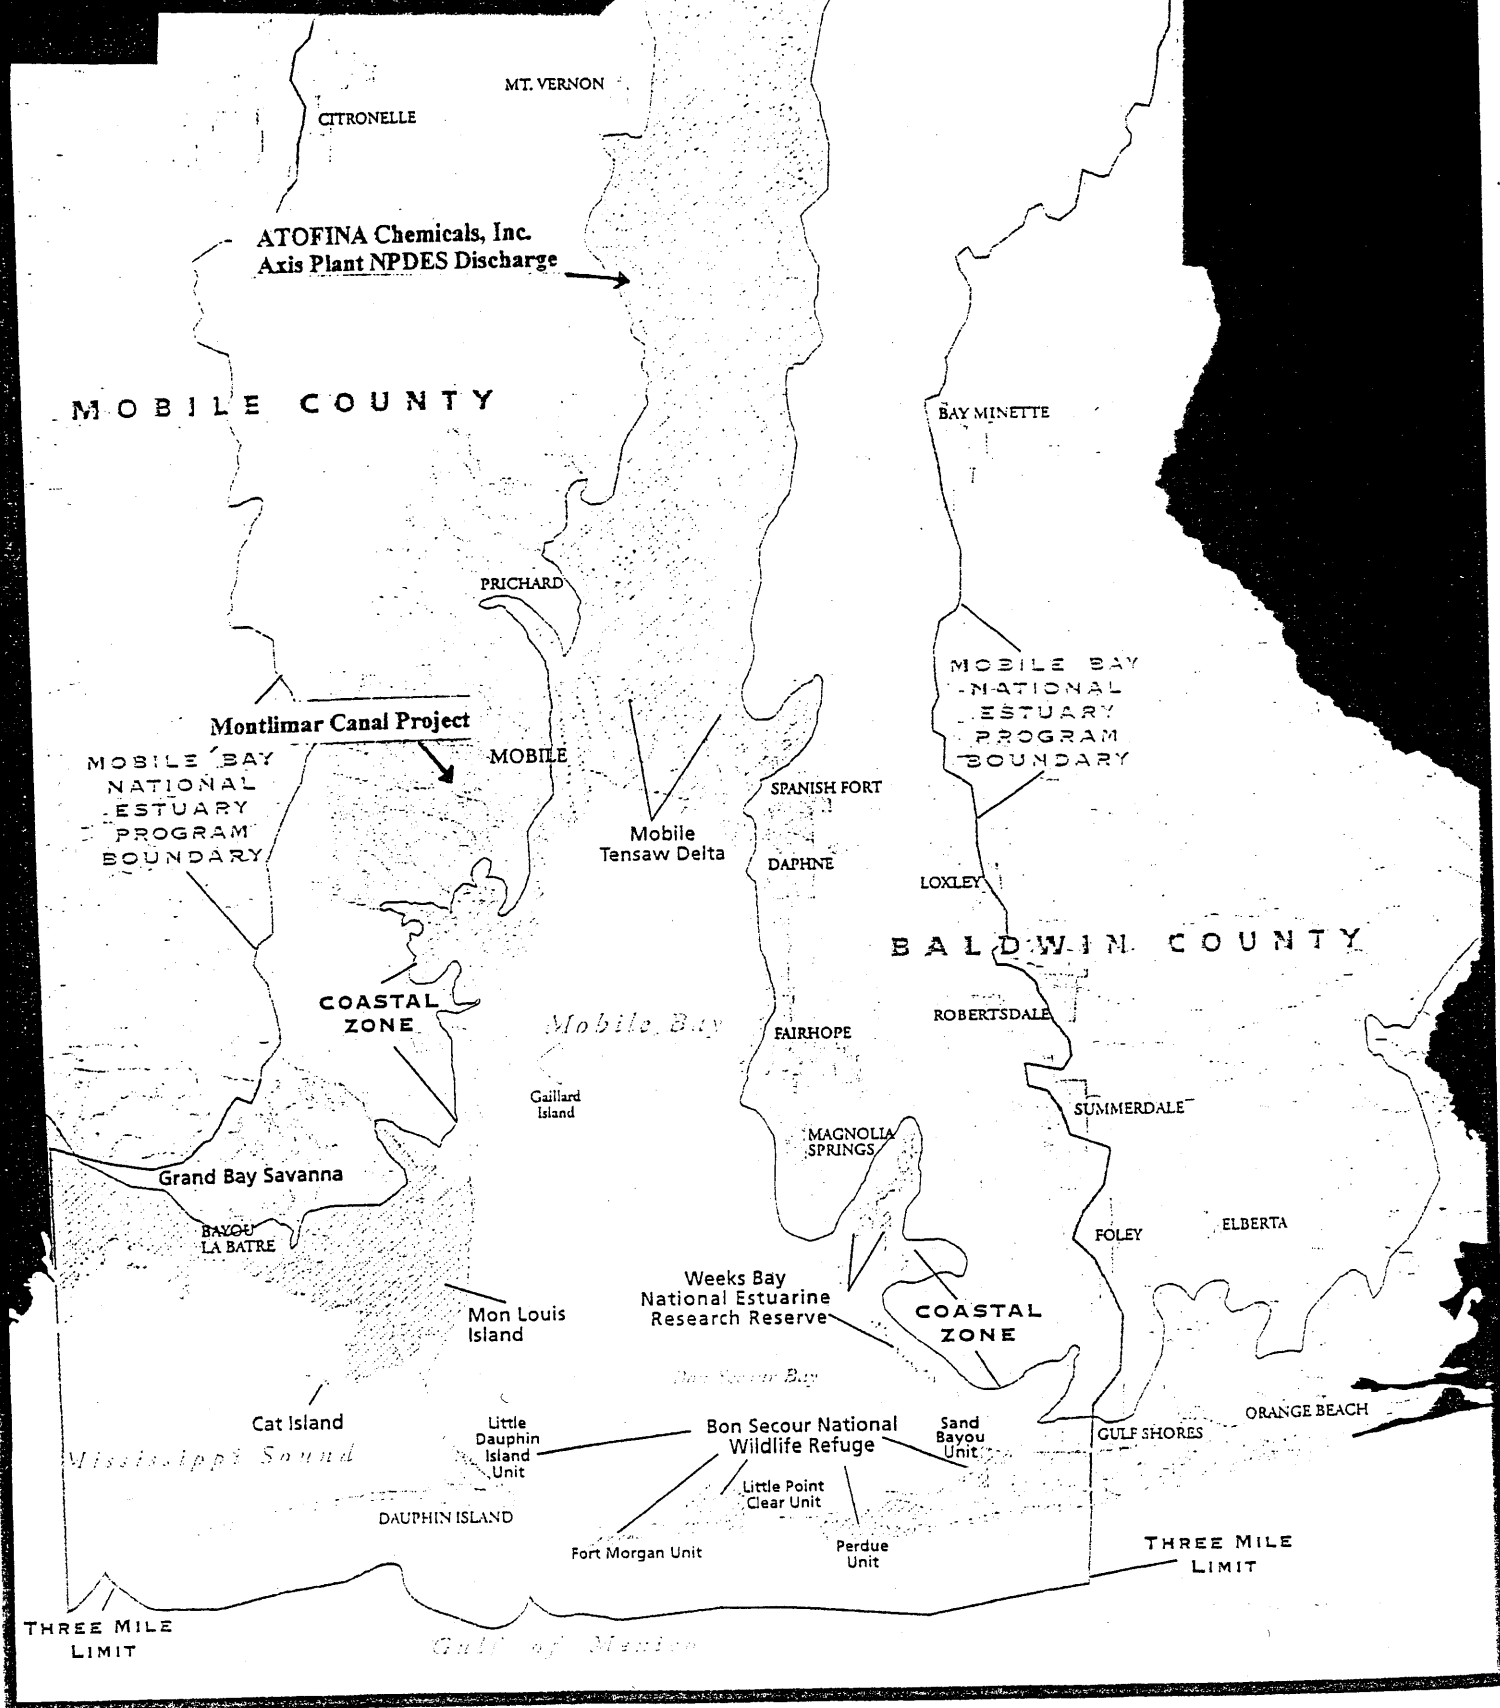 MT. VERNON
CITRONELLE
ATOFINA Chemicals, Inc.
Axis Plant NPDES Discharge
MOBILE COUNTY
BAY MINETTE
PRICHARD
MOBILE BAY
NATIONAL
ESTUARY
PROGRAM
BOUNDARY
Montlimar Canal Project
MOBILE
MOBILE BAY
NATIONAL
ESTUARY
PROGRAM
BOUNDARY
SPANISH FORT
Mobile
Tensaw Delta
DAPHNE
LOXLEY
BALDWIN COUNTY
COASTAL
ZONE
Mobile Bay
FAIRHOPE
ROBERTSDALE
Gaillard
Island
SUMMERDALE
MAGNOLIA
SPRINGS
Grand Bay Savanna
BAYOU
LA BATRE
FOLEY
ELBERTA
Weeks Bay
National Estuarine
Research Reserve
COASTAL
ZONE
Mon Louis
Island
Bon Secour Bay
Cat Island
Little
Dauphin
Island
Unit
Bon Secour National
Wildlife Refuge
Sand
Bayou
Unit
ORANGE BEACH
GULF SHORES
Mississippi Sound
Little Point
Clear Unit
DAUPHIN ISLAND
Fort Morgan Unit
Perdue
Unit
THREE MILE
LIMIT
THREE MILE
LIMIT
Gulf of Mexico